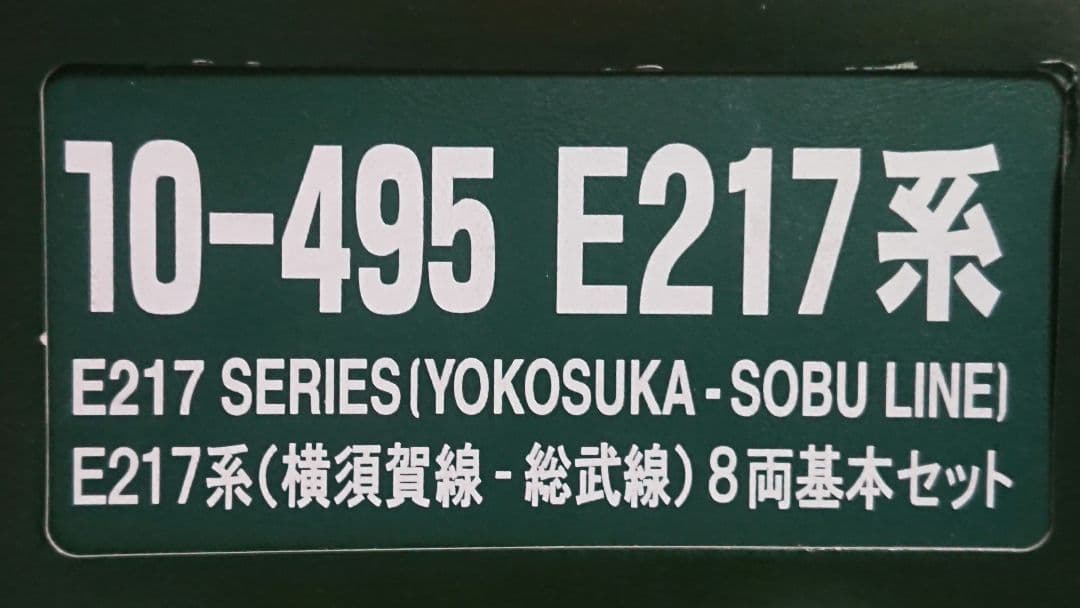 10-495 E217系
E217 SERIES(YOKOSUKA-SOBU LINE)
E217系(横須賀線-総武線)8両基本セット